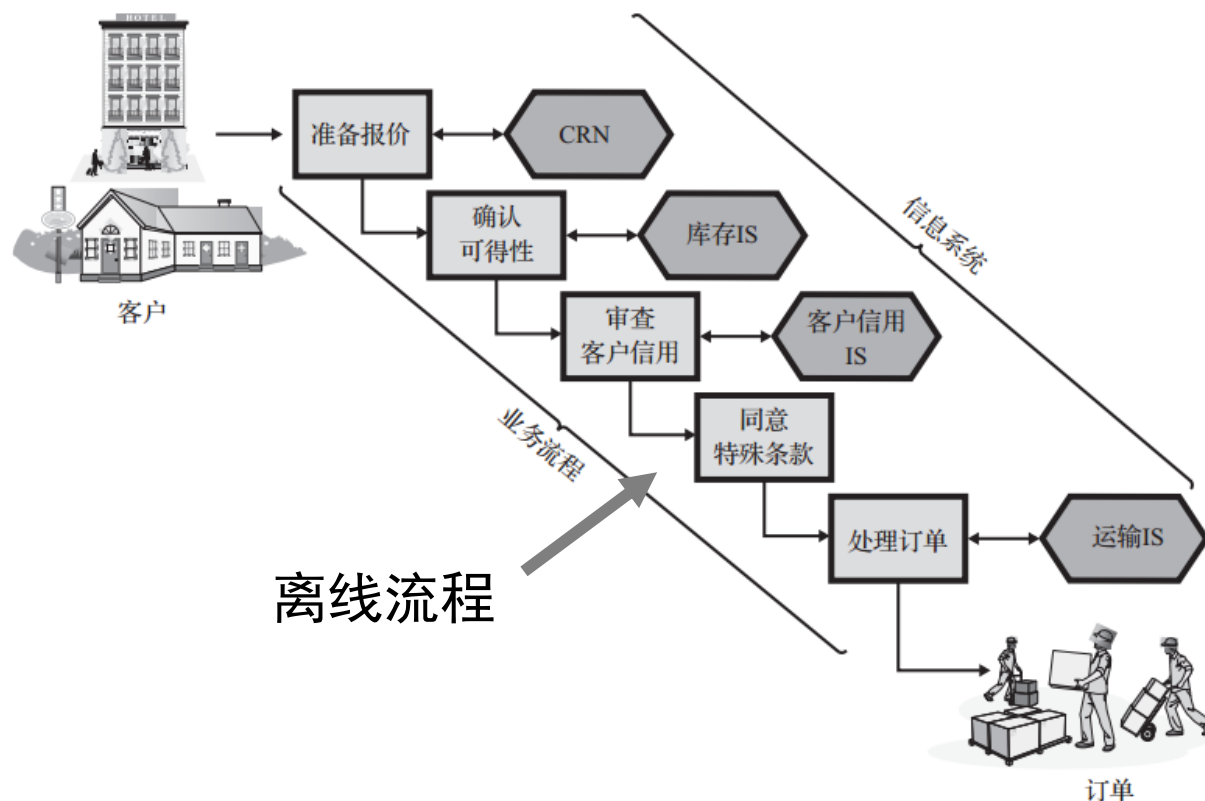 HOTEL
准备报价
CRN
确认
可得性
库存IS
信息系统
客户
审查
客户信用
客户信用
IS
业务流程
同意
特殊条款
处理订单
运输IS
离线流程
订单